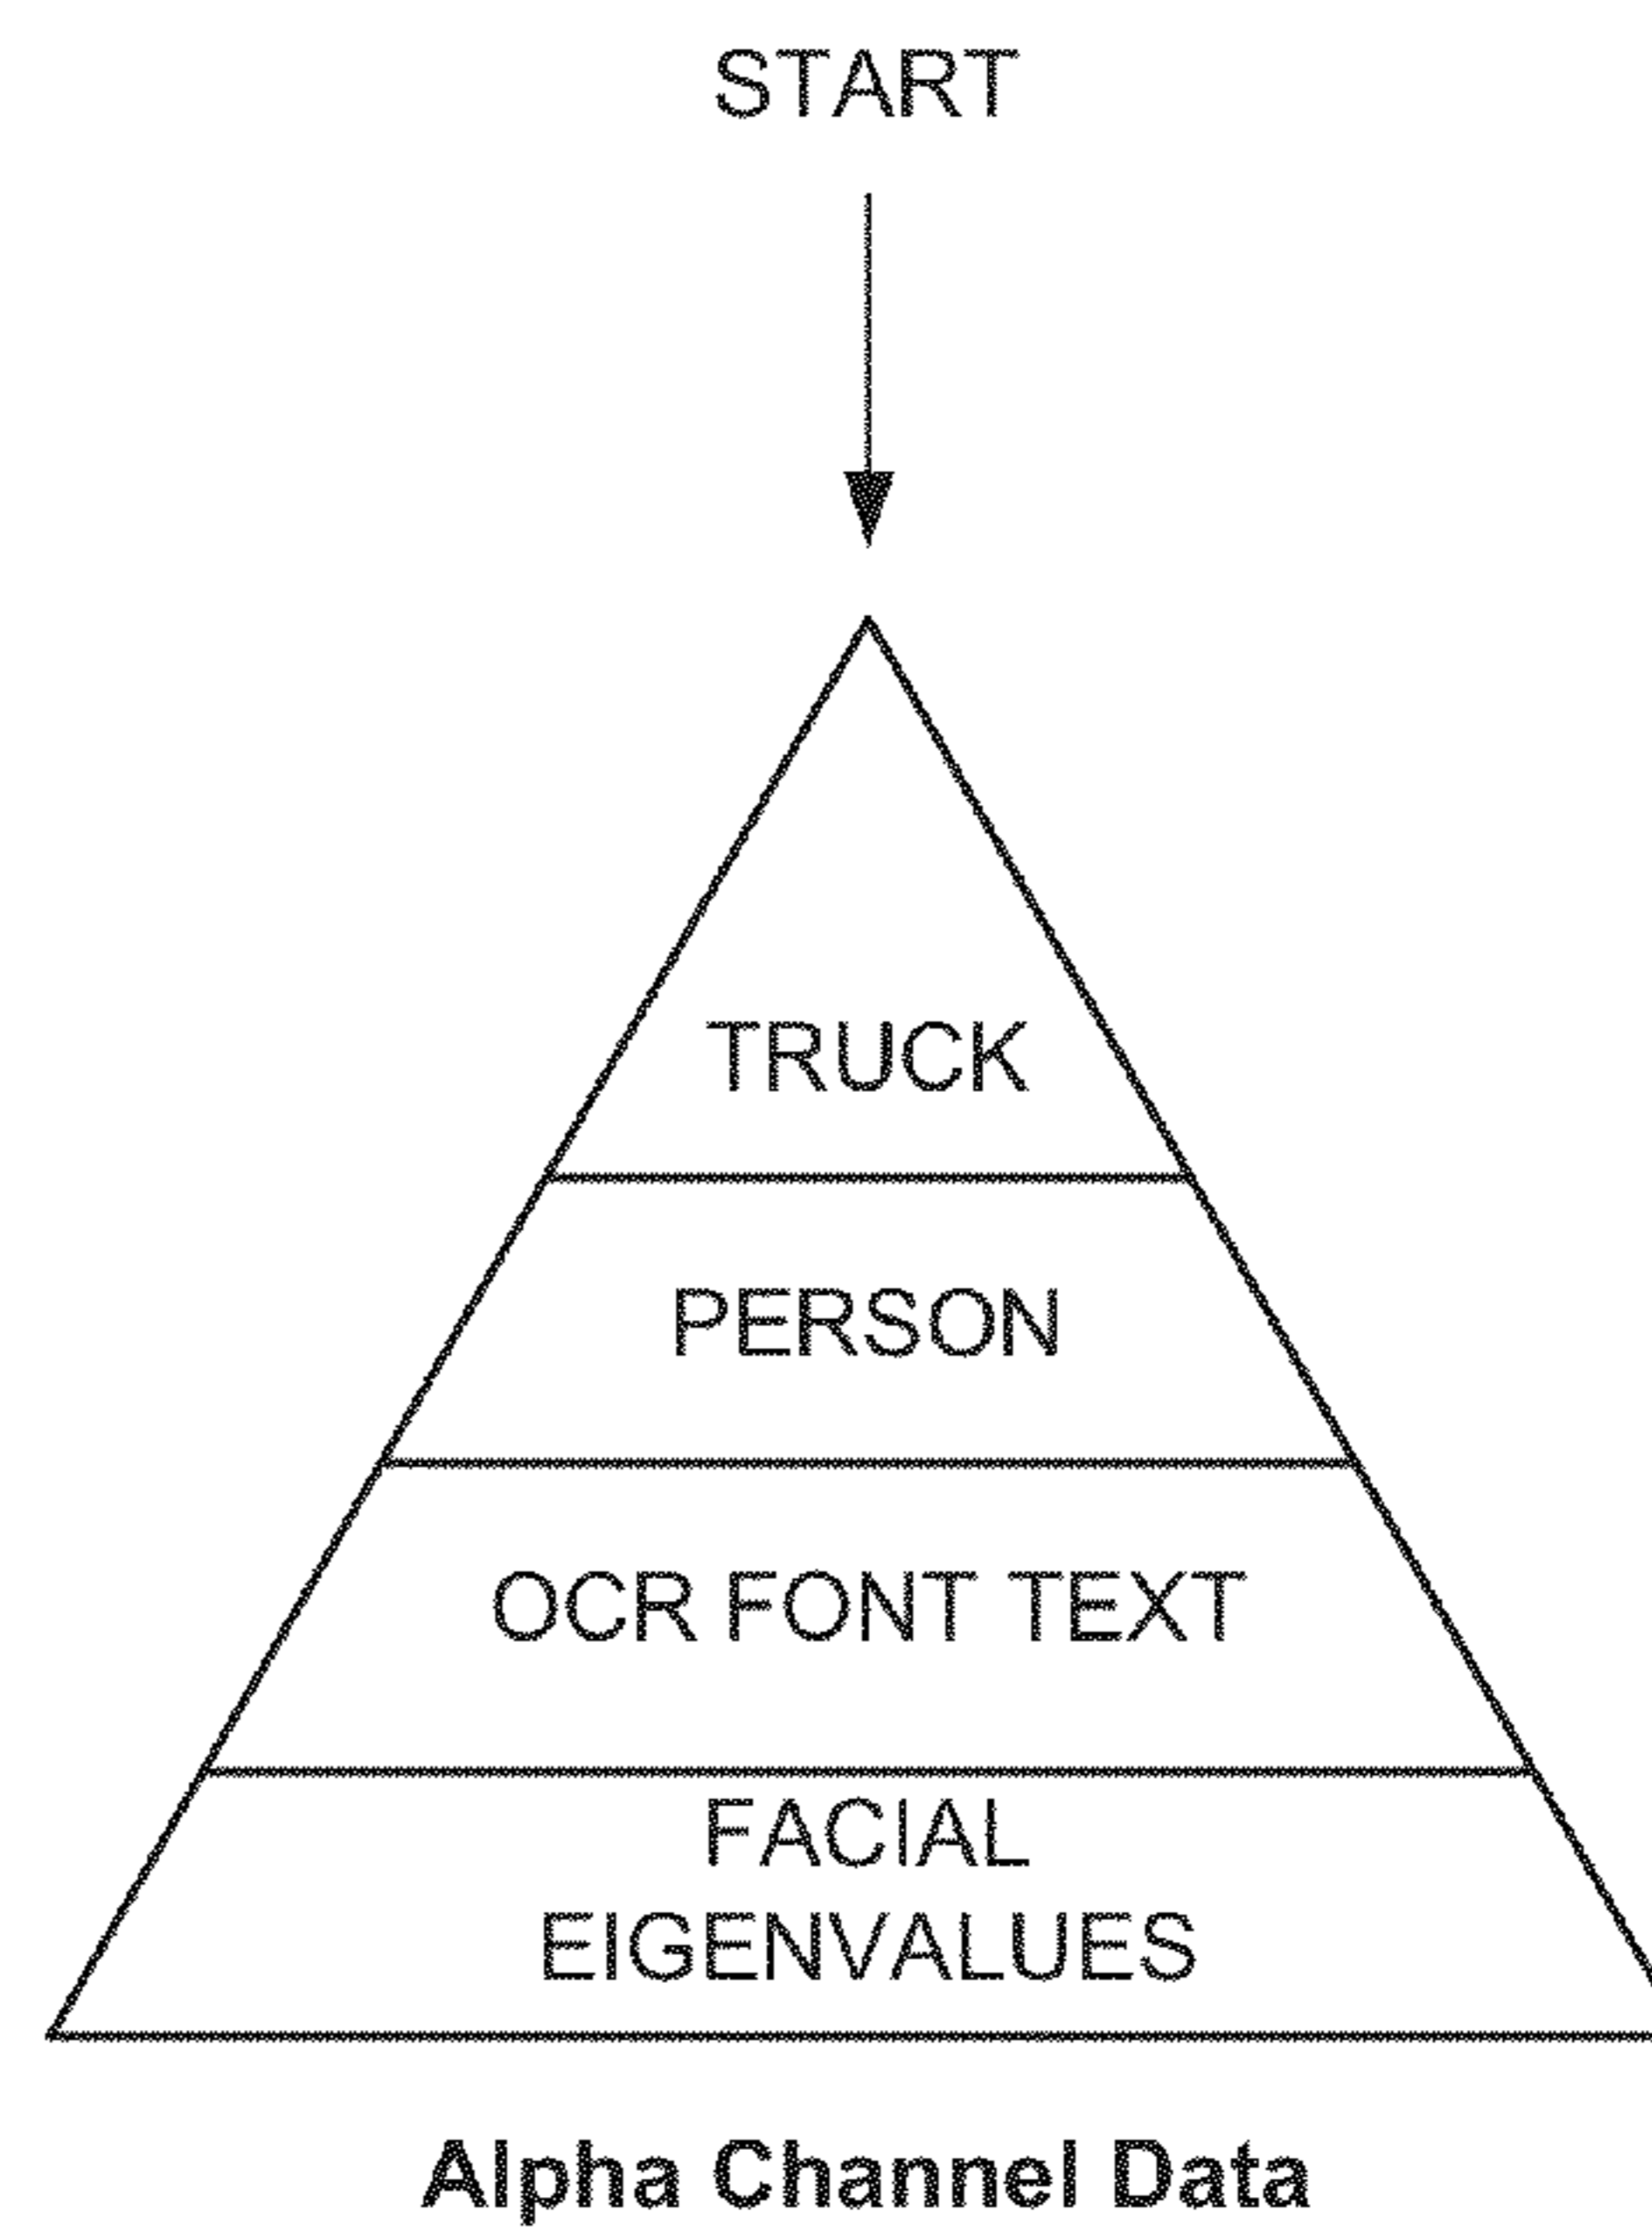 START
TRUCK
PERSON
OCR FONT TEXT
FACIAL
EIGENVALUES
Alpha Channel Data